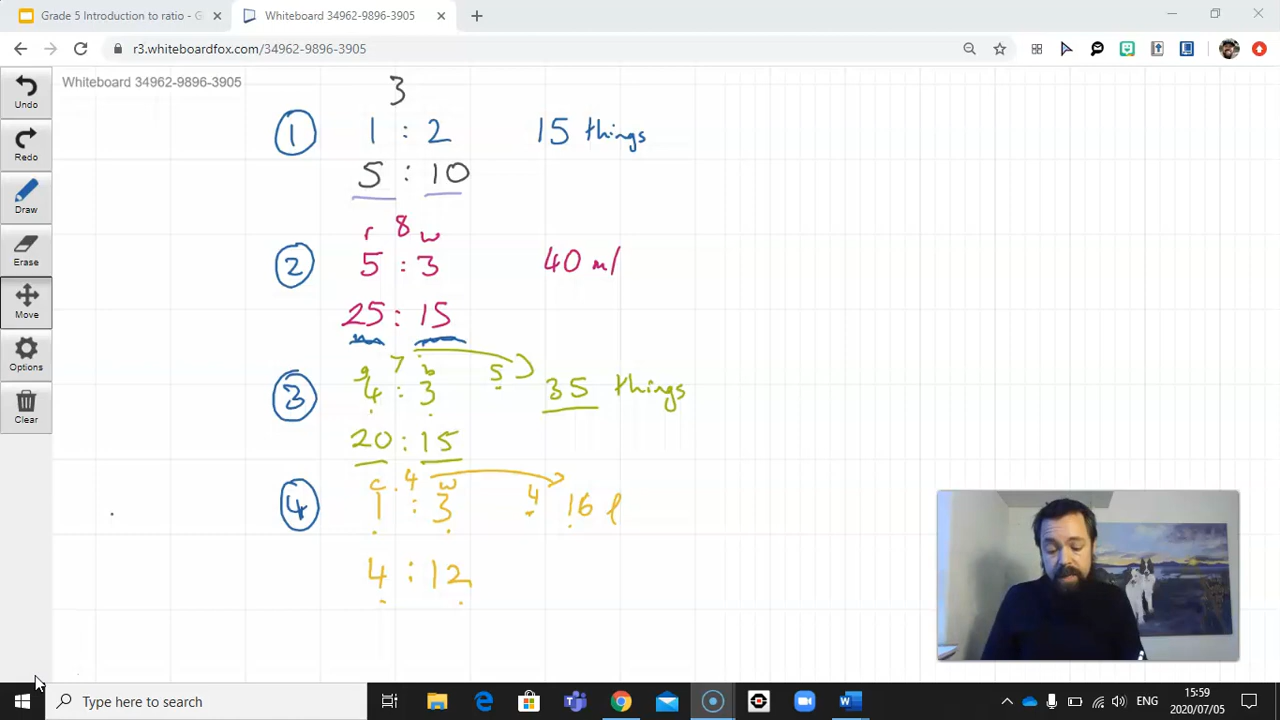 Grade 5 Introduction to ratio - G
Whiteboard 34962-9896-3905
r3.whiteboardfox.com/34962-9896-3905
Whiteboard 34962-9896-3905
Undo
Redo
Draw
Erase
Move
Options
Clear
3
1 1 : 2 15 things
5 : 10
r 8 w
2 5 : 3 40 ml
25 : 15
g 7 b 5
3 4 : 3 35 things
20 : 15
c 4 w 4
4 1 : 3 16 l
4 : 12
Type here to search
ENG
15:59
2020/07/05